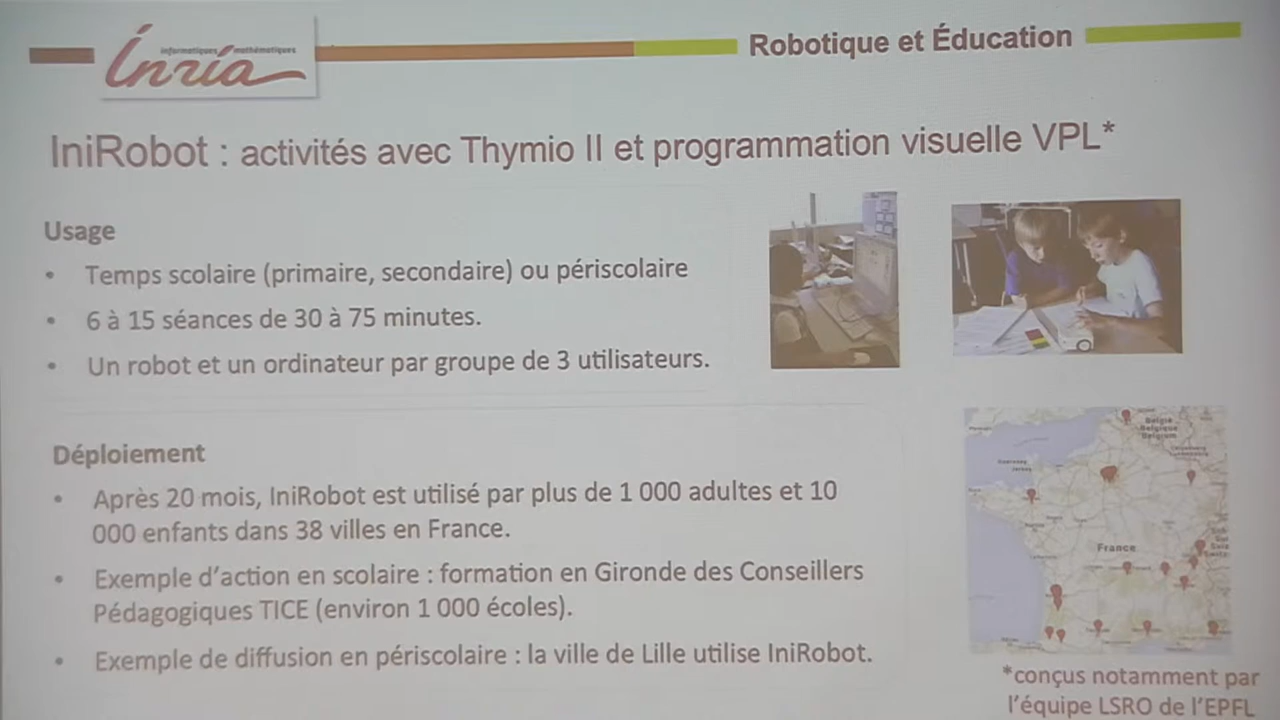 informatiques mathématiques
Inria
Robotique et Éducation
IniRobot : activités avec Thymio II et programmation visuelle VPL*
Usage
• Temps scolaire (primaire, secondaire) ou périscolaire
• 6 à 15 séances de 30 à 75 minutes.
• Un robot et un ordinateur par groupe de 3 utilisateurs.
Déploiement
• Après 20 mois, IniRobot est utilisé par plus de 1 000 adultes et 10
000 enfants dans 38 villes en France.
• Exemple d'action en scolaire : formation en Gironde des Conseillers
Pédagogiques TICE (environ 1 000 écoles).
• Exemple de diffusion en périscolaire : la ville de Lille utilise IniRobot.
België
Belgique
Belgien
France
*conçus notamment par
l'équipe LSRO de l'EPFL